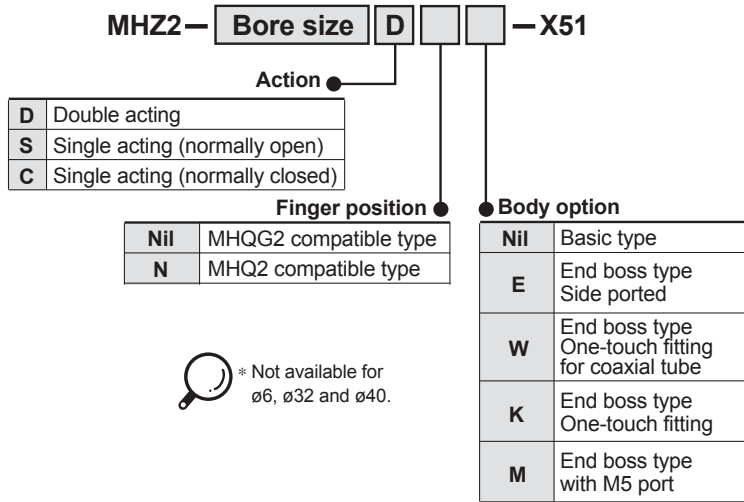 MHZ2— Bore size D —X51
Action
D Double acting
S Single acting (normally open)
C Single acting (normally closed)
Finger position
Nil MHQG2 compatible type
N MHQ2 compatible type
Body option
Nil Basic type
E End boss type
Side ported
W End boss type
One-touch fitting
for coaxial tube
K End boss type
One-touch fitting
M End boss type
with M5 port
* Not available for
ø6, ø32 and ø40.